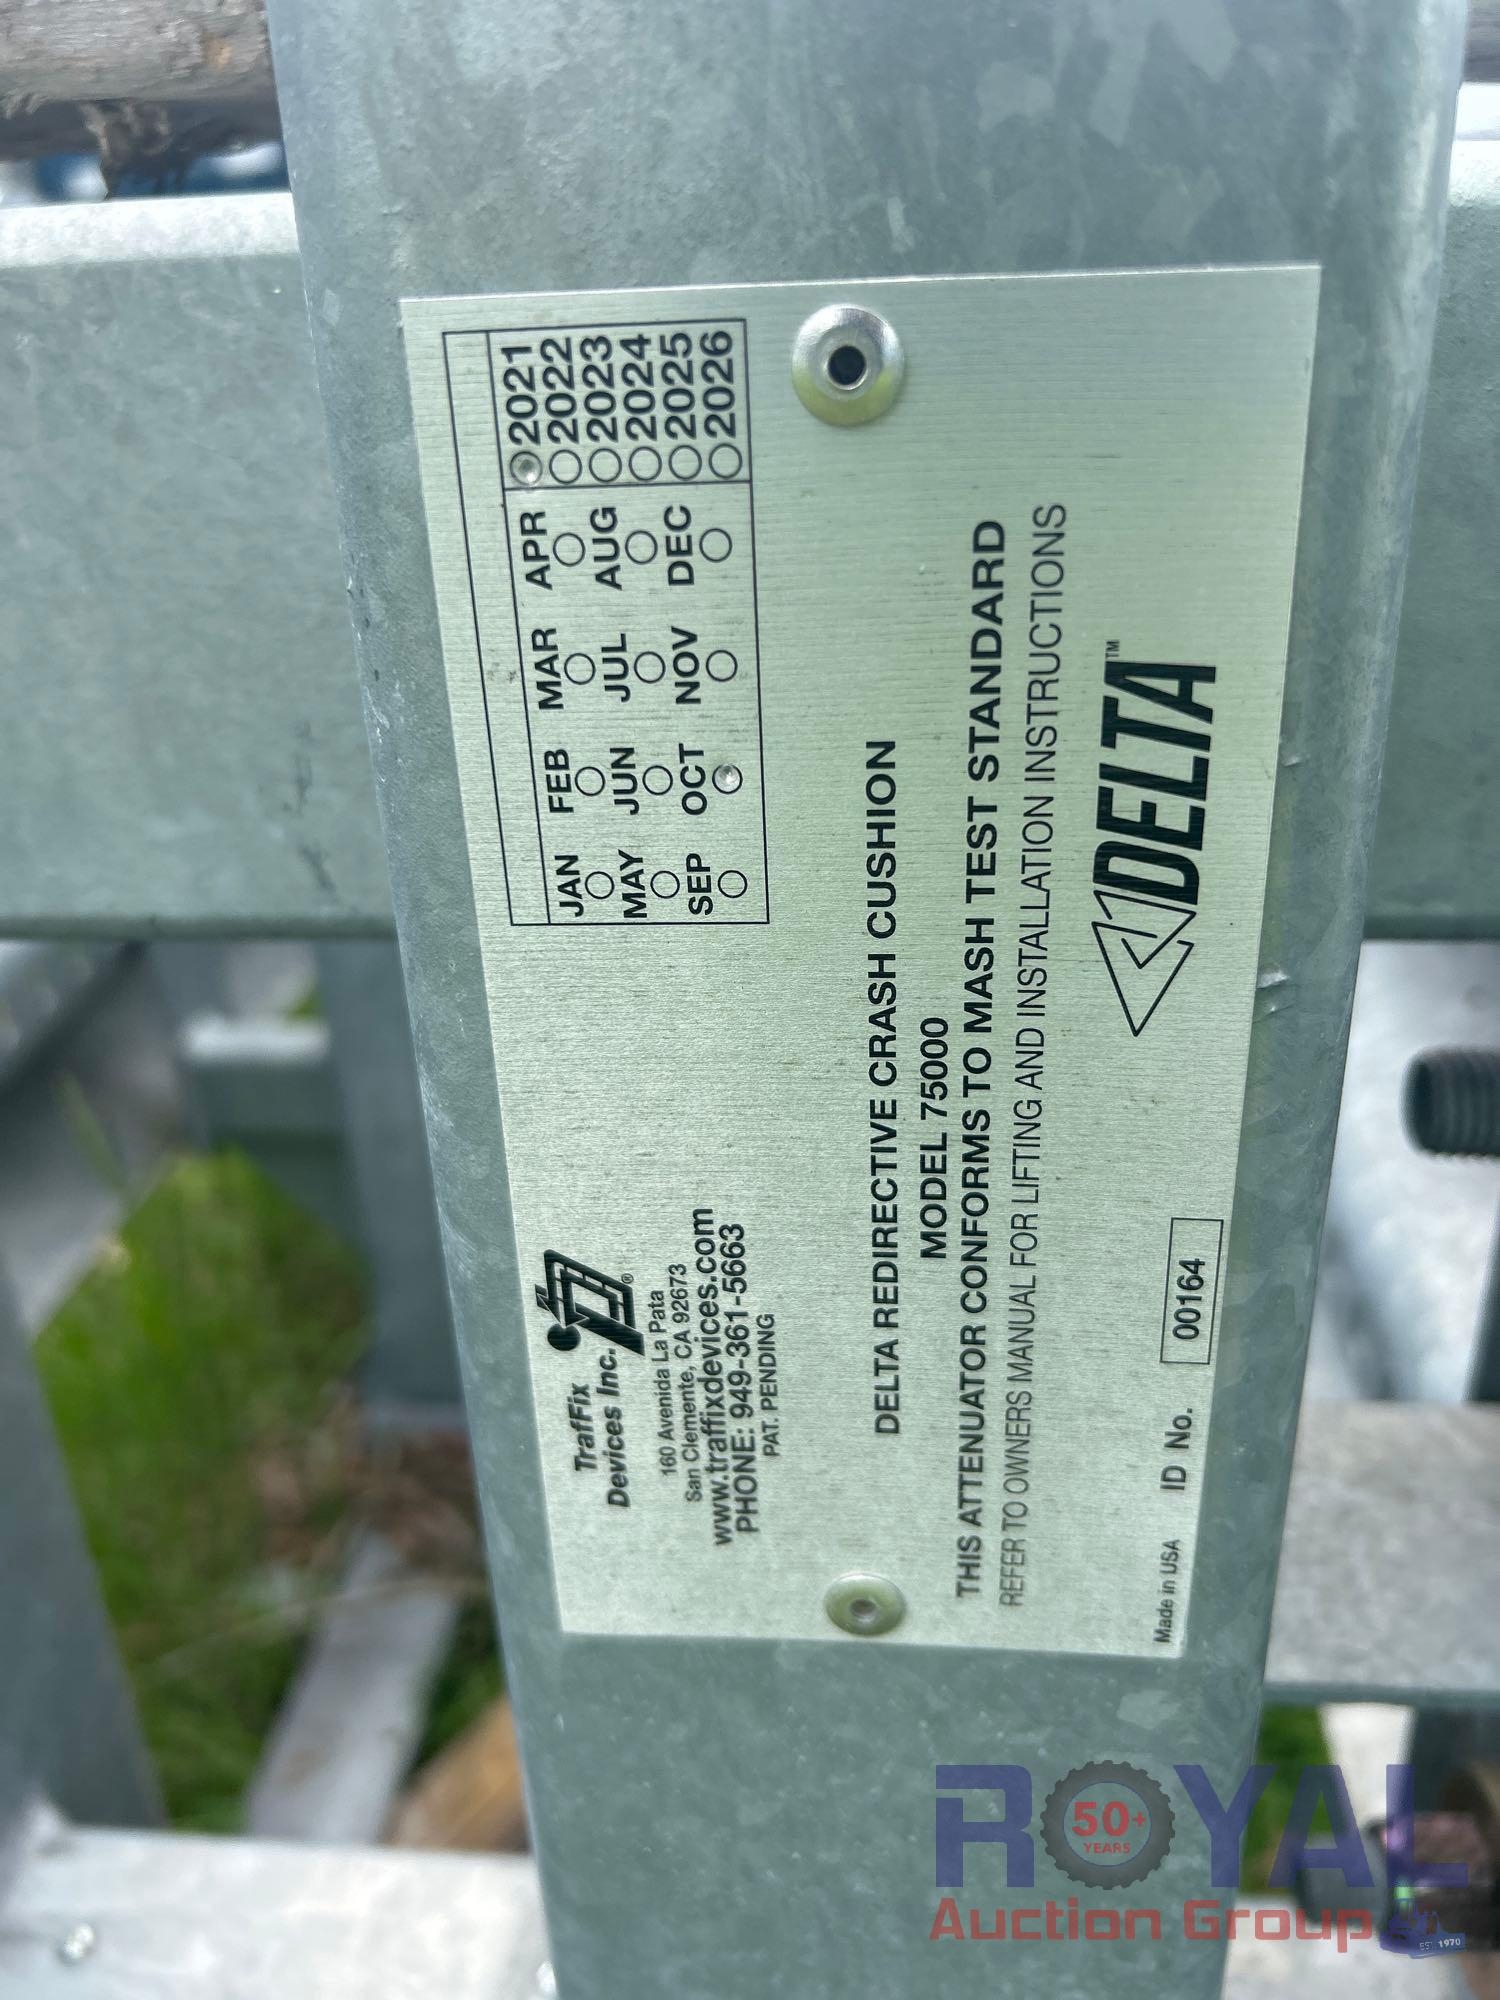 TrafFix
Devices Inc.
®
160 Avenida La Pata
San Clemente, CA 92673
www.traffixdevices.com
PHONE: 949-361-5663
PAT. PENDING
JAN FEB MAR APR
MAY JUN JUL AUG
SEP OCT NOV DEC
2021
2022
2023
2024
2025
2026
DELTA REDIRECTIVE CRASH CUSHION
MODEL 75000
THIS ATTENUATOR CONFORMS TO MASH TEST STANDARD
REFER TO OWNERS MANUAL FOR LIFTING AND INSTALLATION INSTRUCTIONS
Made in USA ID No. 00164
DELTA™
ROYAL
50+
YEARS
Auction Group
EST 1970